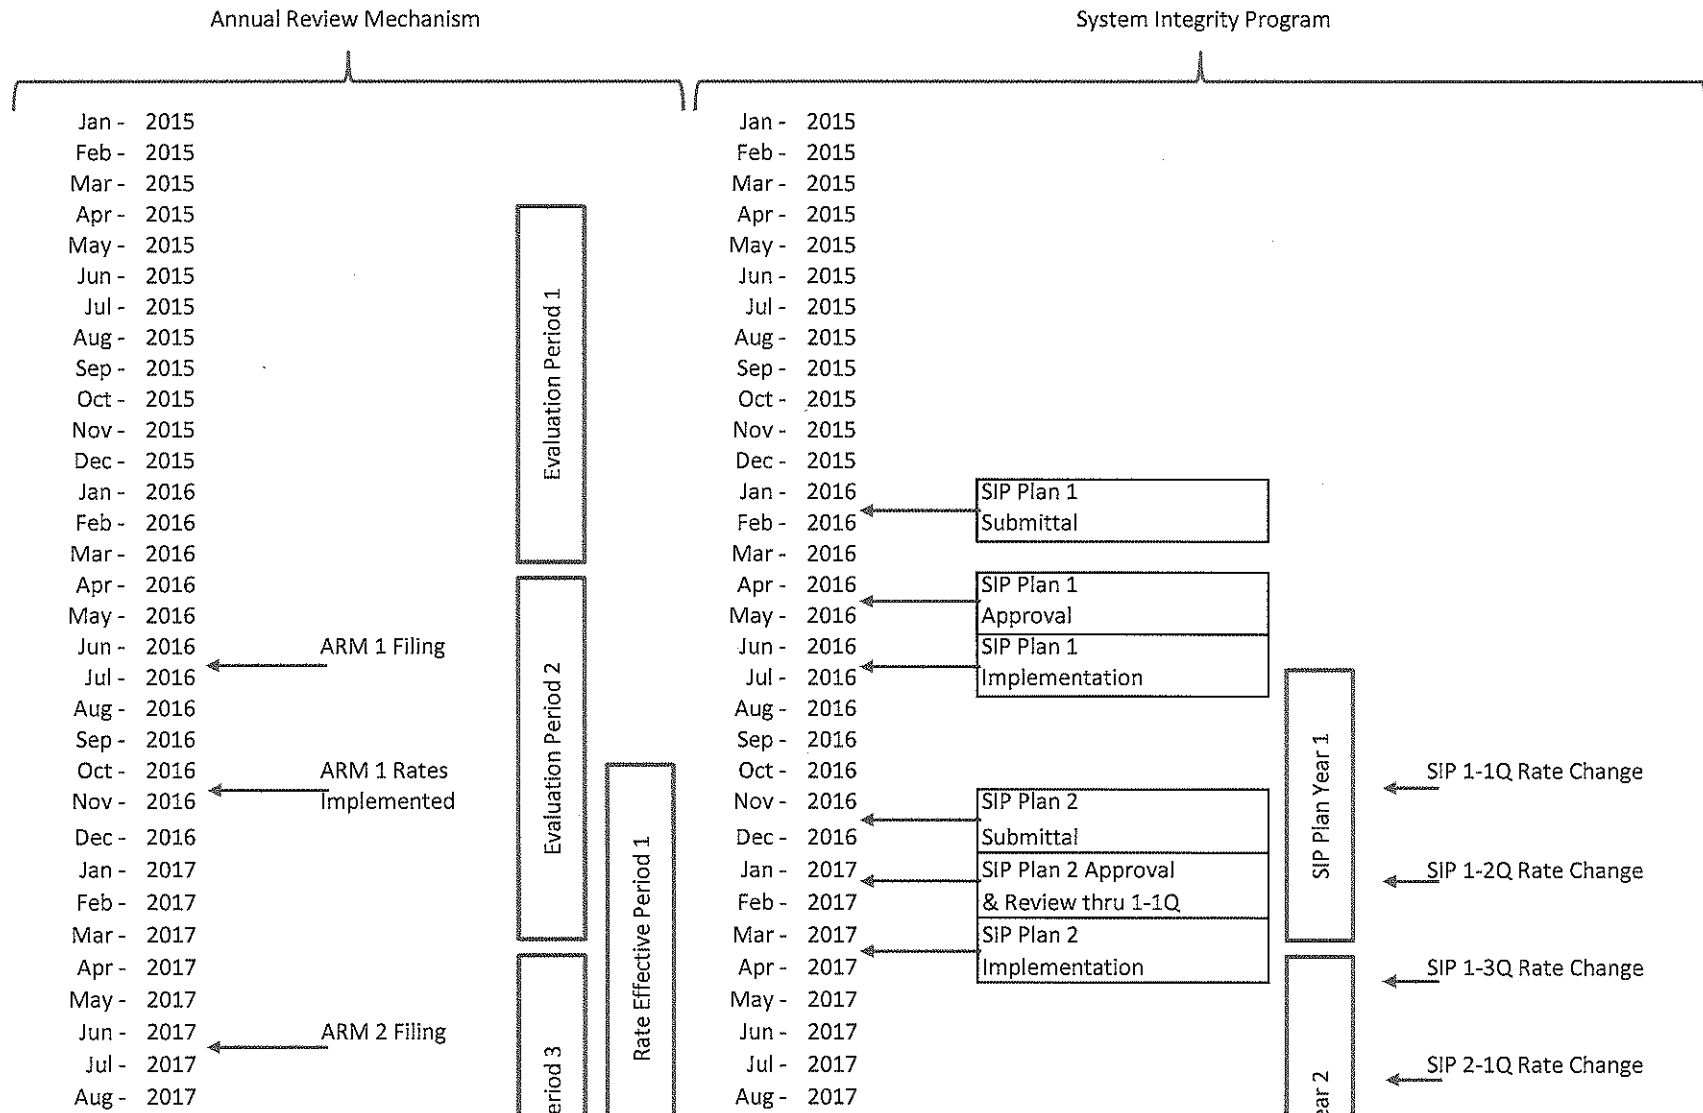 Annual Review Mechanism
System Integrity Program
Jan - 2015
Feb - 2015
Mar - 2015
Apr - 2015
May - 2015
Jun - 2015
Jul - 2015
Aug - 2015
Sep - 2015
Oct - 2015
Nov - 2015
Dec - 2015
Jan - 2016
Feb - 2016
Mar - 2016
Apr - 2016
May - 2016
Jun - 2016
Jul - 2016
Aug - 2016
Sep - 2016
Oct - 2016
Nov - 2016
Dec - 2016
Jan - 2017
Feb - 2017
Mar - 2017
Apr - 2017
May - 2017
Jun - 2017
Jul - 2017
Aug - 2017
ARM 1 Filing
ARM 1 Rates
Implemented
ARM 2 Filing
Evaluation Period 1
Evaluation Period 2
eriod 3
Rate Effective Period 1
Jan - 2015
Feb - 2015
Mar - 2015
Apr - 2015
May - 2015
Jun - 2015
Jul - 2015
Aug - 2015
Sep - 2015
Oct - 2015
Nov - 2015
Dec - 2015
Jan - 2016
Feb - 2016
Mar - 2016
Apr - 2016
May - 2016
Jun - 2016
Jul - 2016
Aug - 2016
Sep - 2016
Oct - 2016
Nov - 2016
Dec - 2016
Jan - 2017
Feb - 2017
Mar - 2017
Apr - 2017
May - 2017
Jun - 2017
Jul - 2017
Aug - 2017
SIP Plan 1
Submittal
SIP Plan 1
Approval
SIP Plan 1
Implementation
SIP Plan 2
Submittal
SIP Plan 2 Approval
& Review thru 1-1Q
SIP Plan 2
Implementation
SIP Plan Year 1
ear 2
SIP 1-1Q Rate Change
SIP 1-2Q Rate Change
SIP 1-3Q Rate Change
SIP 2-1Q Rate Change